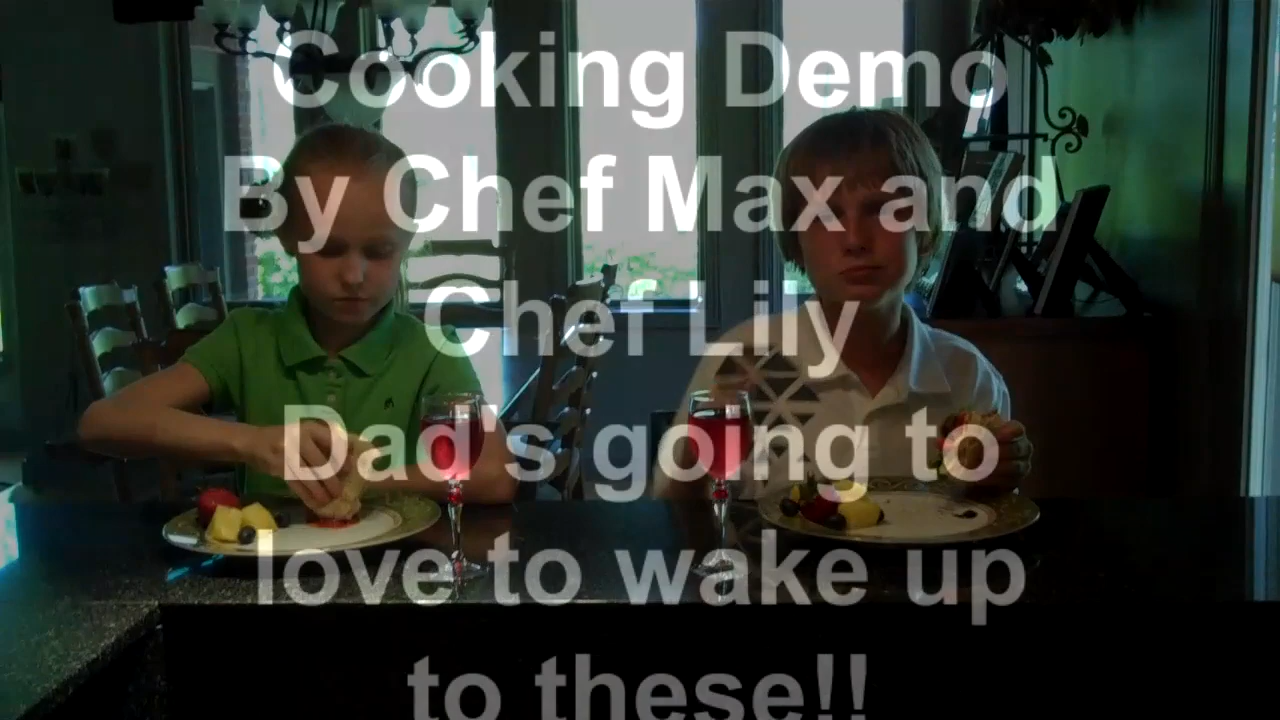 Cooking Demo
By Chef Max and
Chef Lily
Dad's going to
love to wake up
to these!!